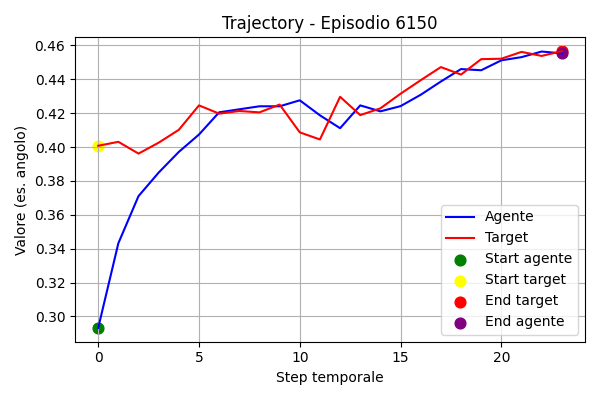 Trajectory - Episodio 6150
Valore (es. angolo)
0.46
0.44
0.42
0.40
0.38
0.36
0.34
0.32
0.30
0
5
10
15
20
Step temporale
Agente
Target
Start agente
Start target
End target
End agente